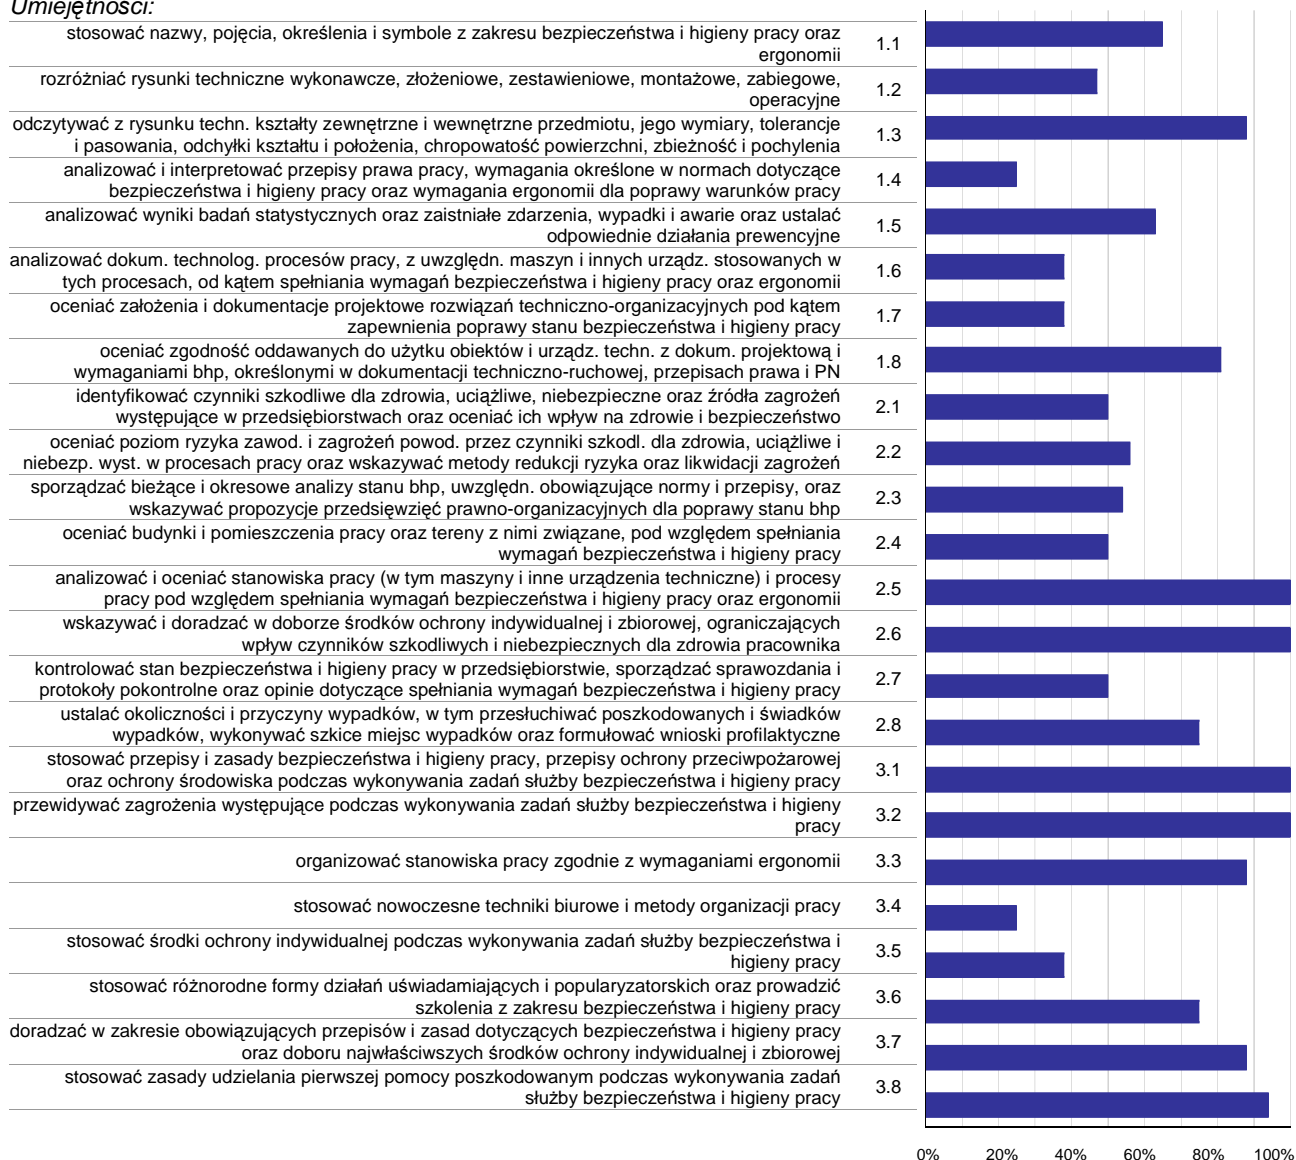 Umiejętności:
stosować nazwy, pojęcia, określenia i symbole z zakresu bezpieczeństwa i higieny pracy oraz
ergonomii
1.1
rozróżniać rysunki techniczne wykonawcze, złożeniowe, zestawieniowe, montażowe, zabiegowe,
operacyjne
1.2
odczytywać z rysunku techn. kształty zewnętrzne i wewnętrzne przedmiotu, jego wymiary, tolerancje
i pasowania, odchyłki kształtu i położenia, chropowatość powierzchni, zbieżność i pochylenia
1.3
analizować i interpretować przepisy prawa pracy, wymagania określone w normach dotyczące
bezpieczeństwa i higieny pracy oraz wymagania ergonomii dla poprawy warunków pracy
1.4
analizować wyniki badań statystycznych oraz zaistniałe zdarzenia, wypadki i awarie oraz ustalać
odpowiednie działania prewencyjne
1.5
analizować dokum. technolog. procesów pracy, z uwzględn. maszyn i innych urządz. stosowanych w
tych procesach, od kątem spełniania wymagań bezpieczeństwa i higieny pracy oraz ergonomii
1.6
oceniać założenia i dokumentacje projektowe rozwiązań techniczno-organizacyjnych pod kątem
zapewnienia poprawy stanu bezpieczeństwa i higieny pracy
1.7
oceniać zgodność oddawanych do użytku obiektów i urządz. techn. z dokum. projektową i
wymaganiami bhp, określonymi w dokumentacji techniczno-ruchowej, przepisach prawa i PN
1.8
identyfikować czynniki szkodliwe dla zdrowia, uciążliwe, niebezpieczne oraz źródła zagrożeń
występujące w przedsiębiorstwach oraz oceniać ich wpływ na zdrowie i bezpieczeństwo
2.1
oceniać poziom ryzyka zawod. i zagrożeń powod. przez czynniki szkodl. dla zdrowia, uciążliwe i
niebezp. wyst. w procesach pracy oraz wskazywać metody redukcji ryzyka oraz likwidacji zagrożeń
2.2
sporządzać bieżące i okresowe analizy stanu bhp, uwzględn. obowiązujące normy i przepisy, oraz
wskazywać propozycje przedsięwzięć prawno-organizacyjnych dla poprawy stanu bhp
2.3
oceniać budynki i pomieszczenia pracy oraz tereny z nimi związane, pod względem spełniania
wymagań bezpieczeństwa i higieny pracy
2.4
analizować i oceniać stanowiska pracy (w tym maszyny i inne urządzenia techniczne) i procesy
pracy pod względem spełniania wymagań bezpieczeństwa i higieny pracy oraz ergonomii
2.5
wskazywać i doradzać w doborze środków ochrony indywidualnej i zbiorowej, ograniczających
wpływ czynników szkodliwych i niebezpiecznych dla zdrowia pracownika
2.6
kontrolować stan bezpieczeństwa i higieny pracy w przedsiębiorstwie, sporządzać sprawozdania i
protokoły pokontrolne oraz opinie dotyczące spełniania wymagań bezpieczeństwa i higieny pracy
2.7
ustalać okoliczności i przyczyny wypadków, w tym przesłuchiwać poszkodowanych i świadków
wypadków, wykonywać szkice miejsc wypadków oraz formułować wnioski profilaktyczne
2.8
stosować przepisy i zasady bezpieczeństwa i higieny pracy, przepisy ochrony przeciwpożarowej
oraz ochrony środowiska podczas wykonywania zadań służby bezpieczeństwa i higieny pracy
3.1
przewidywać zagrożenia występujące podczas wykonywania zadań służby bezpieczeństwa i higieny
pracy
3.2
organizować stanowiska pracy zgodnie z wymaganiami ergonomii
3.3
stosować nowoczesne techniki biurowe i metody organizacji pracy
3.4
stosować środki ochrony indywidualnej podczas wykonywania zadań służby bezpieczeństwa i
higieny pracy
3.5
stosować różnorodne formy działań uświadamiających i popularyzatorskich oraz prowadzić
szkolenia z zakresu bezpieczeństwa i higieny pracy
3.6
doradzać w zakresie obowiązujących przepisów i zasad dotyczących bezpieczeństwa i higieny pracy
oraz doboru najwłaściwszych środków ochrony indywidualnej i zbiorowej
3.7
stosować zasady udzielania pierwszej pomocy poszkodowanym podczas wykonywania zadań
służby bezpieczeństwa i higieny pracy
3.8
0% 20% 40% 60% 80% 100%